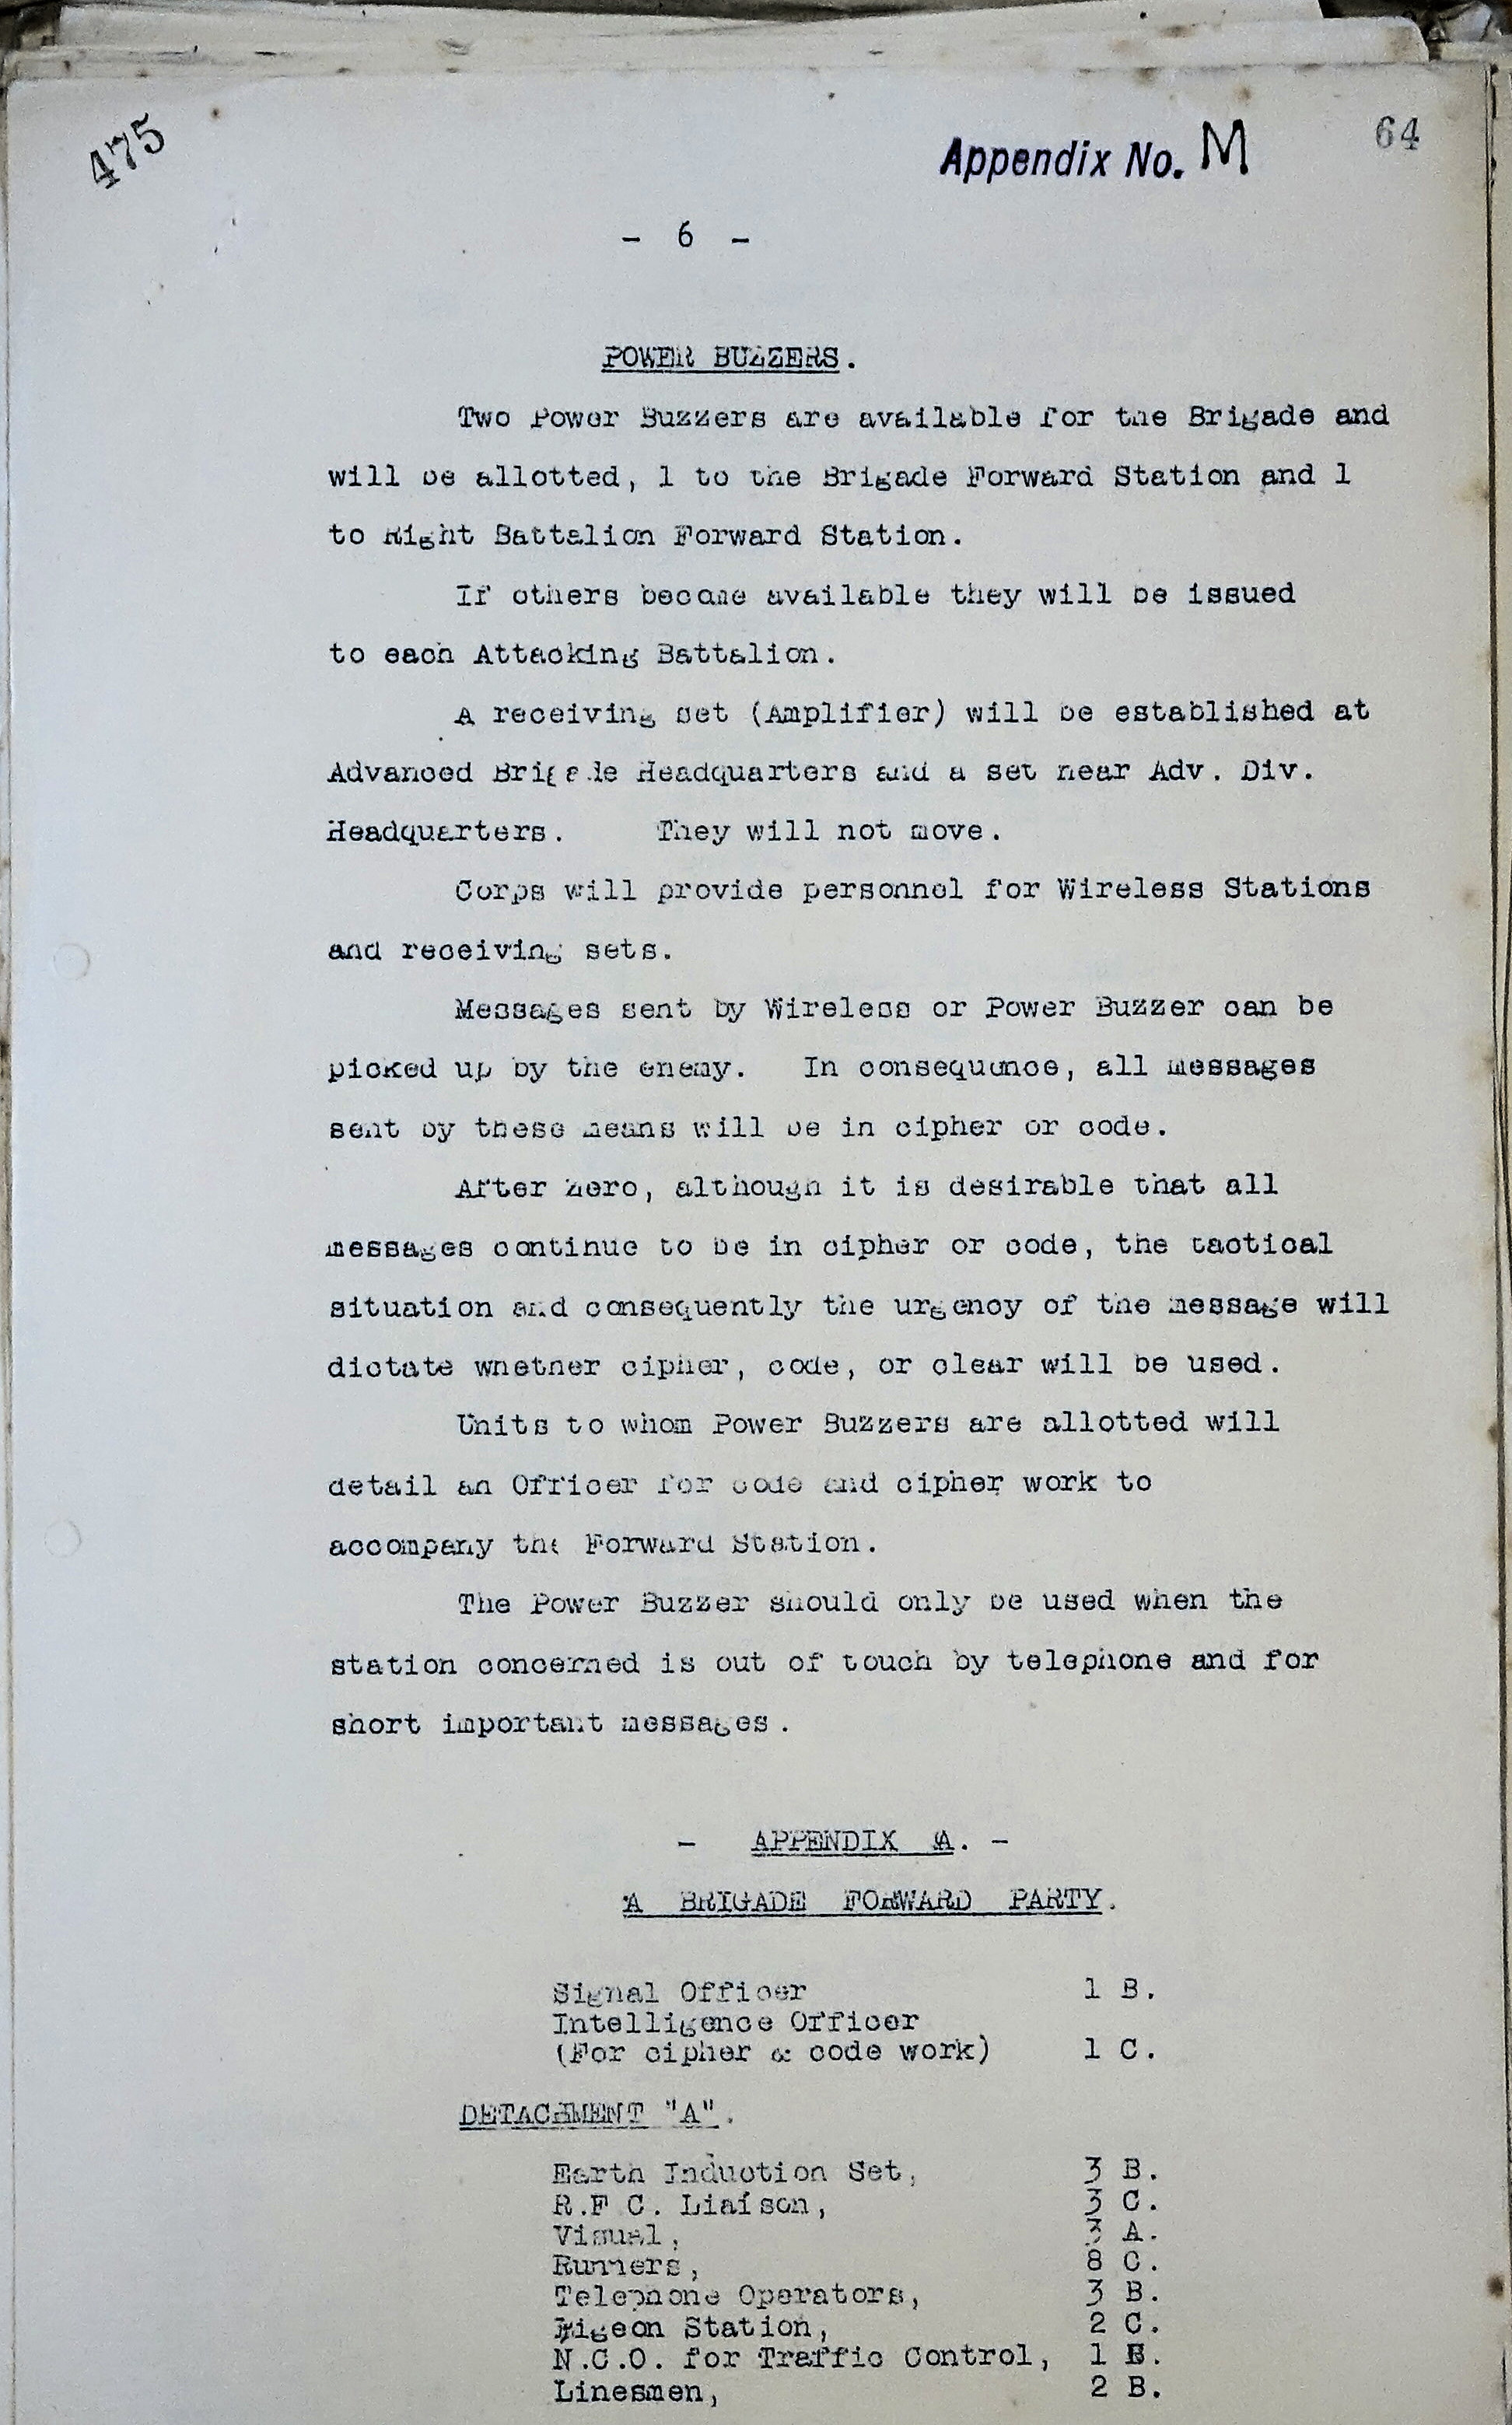 475
Appendix No. M
64
- 6 -
POWER BUZZERS.
Two Power Buzzers are available for the Brigade and
will be allotted, 1 to the Brigade Forward Station and 1
to Right Battalion Forward Station.
If others become available they will be issued
to each Attacking Battalion.
A receiving set (Amplifier) will be established at
Advanced Brigade Headquarters and a set near Adv. Div.
Headquarters. They will not move.
Corps will provide personnel for Wireless Stations
and receiving sets.
Messages sent by Wireless or Power Buzzer can be
picked up by the enemy. In consequence, all messages
sent by these means will be in cipher or code.
After zero, although it is desirable that all
messages continue to be in cipher or code, the tactical
situation and consequently the urgency of the message will
dictate whether cipher, code, or clear will be used.
Units to whom Power Buzzers are allotted will
detail an Officer for code and cipher work to
accompany the Forward Station.
The Power Buzzer should only be used when the
station concerned is out of touch by telephone and for
short important messages.
- APPENDIX A. -
A BRIGADE FORWARD PARTY.
Signal Officer 1 B.
Intelligence Officer
(For cipher & code work) 1 C.
DETACHMENT "A".
Earth Induction Set, 3 B.
R.F C. Liaison, 3 C.
Visual, 3 A.
Runners, 8 C.
Telephone Operators, 3 B.
Pigeon Station, 2 C.
N.C.O. for Traffic Control, 1 B.
Linesmen, 2 B.